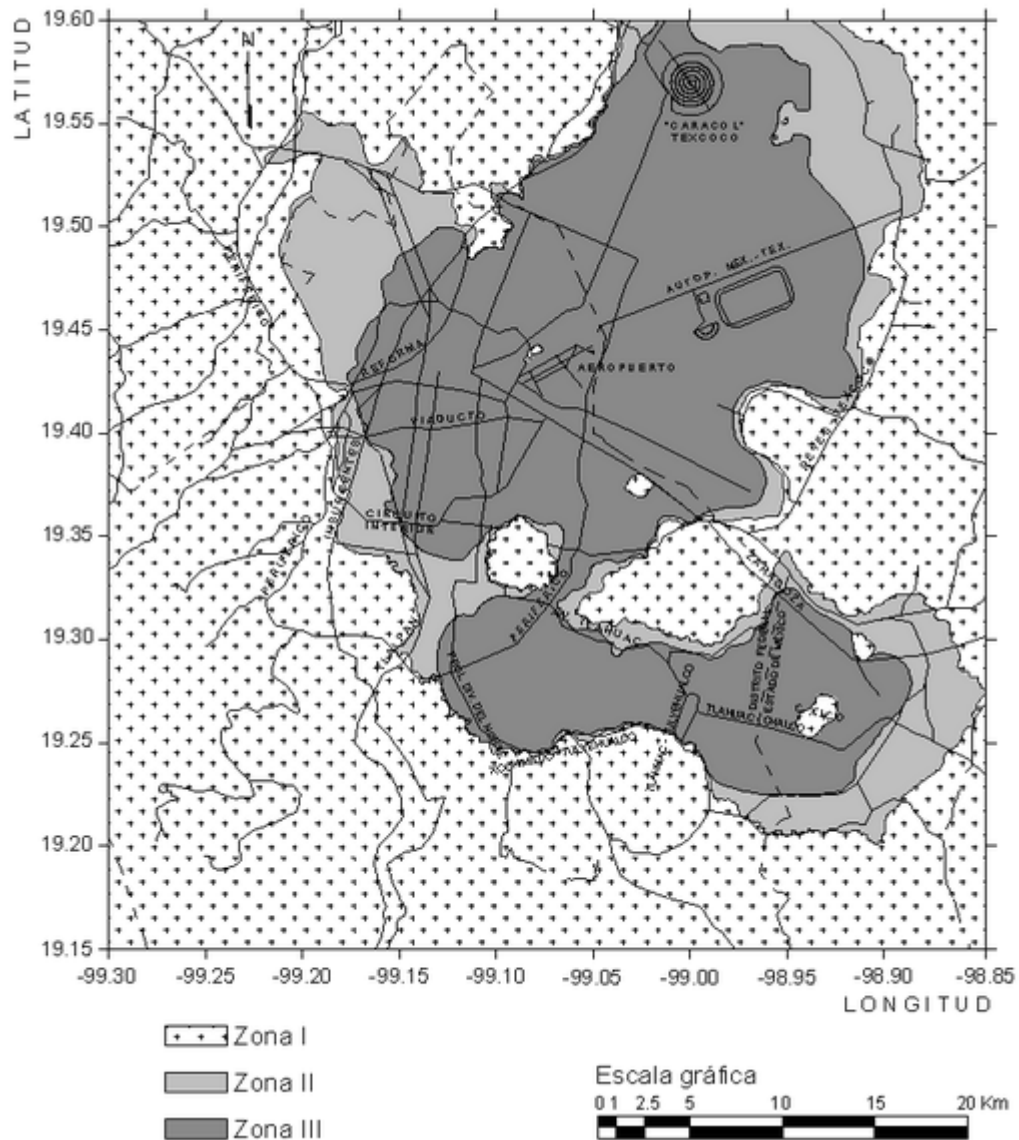 LATITUD
19.60
19.55
19.50
19.45
19.40
19.35
19.30
19.25
19.20
19.15
N
"CARACOL"
TEXCOCO
PERIFERICO
AUTOP. MEX.-TEX.
REFORMA
AEROPUERTO
VIADUCTO
INSURGENTES
CIRCUITO
INTERIOR
PERIFERICO
ZARAGOZA
PERIFERICO
TLAHUAC
TLALPAN
DISTRITO FEDERAL
ESTADO DE MEXICO
TLAHUAC-CHALCO
-99.30
-99.25
-99.20
-99.15
-99.10
-99.05
-99.00
-98.95
-98.90
-98.85
LONGITUD
Zona I
Zona II
Zona III
Escala gráfica
0 1 2.5 5 10 15 20 Km